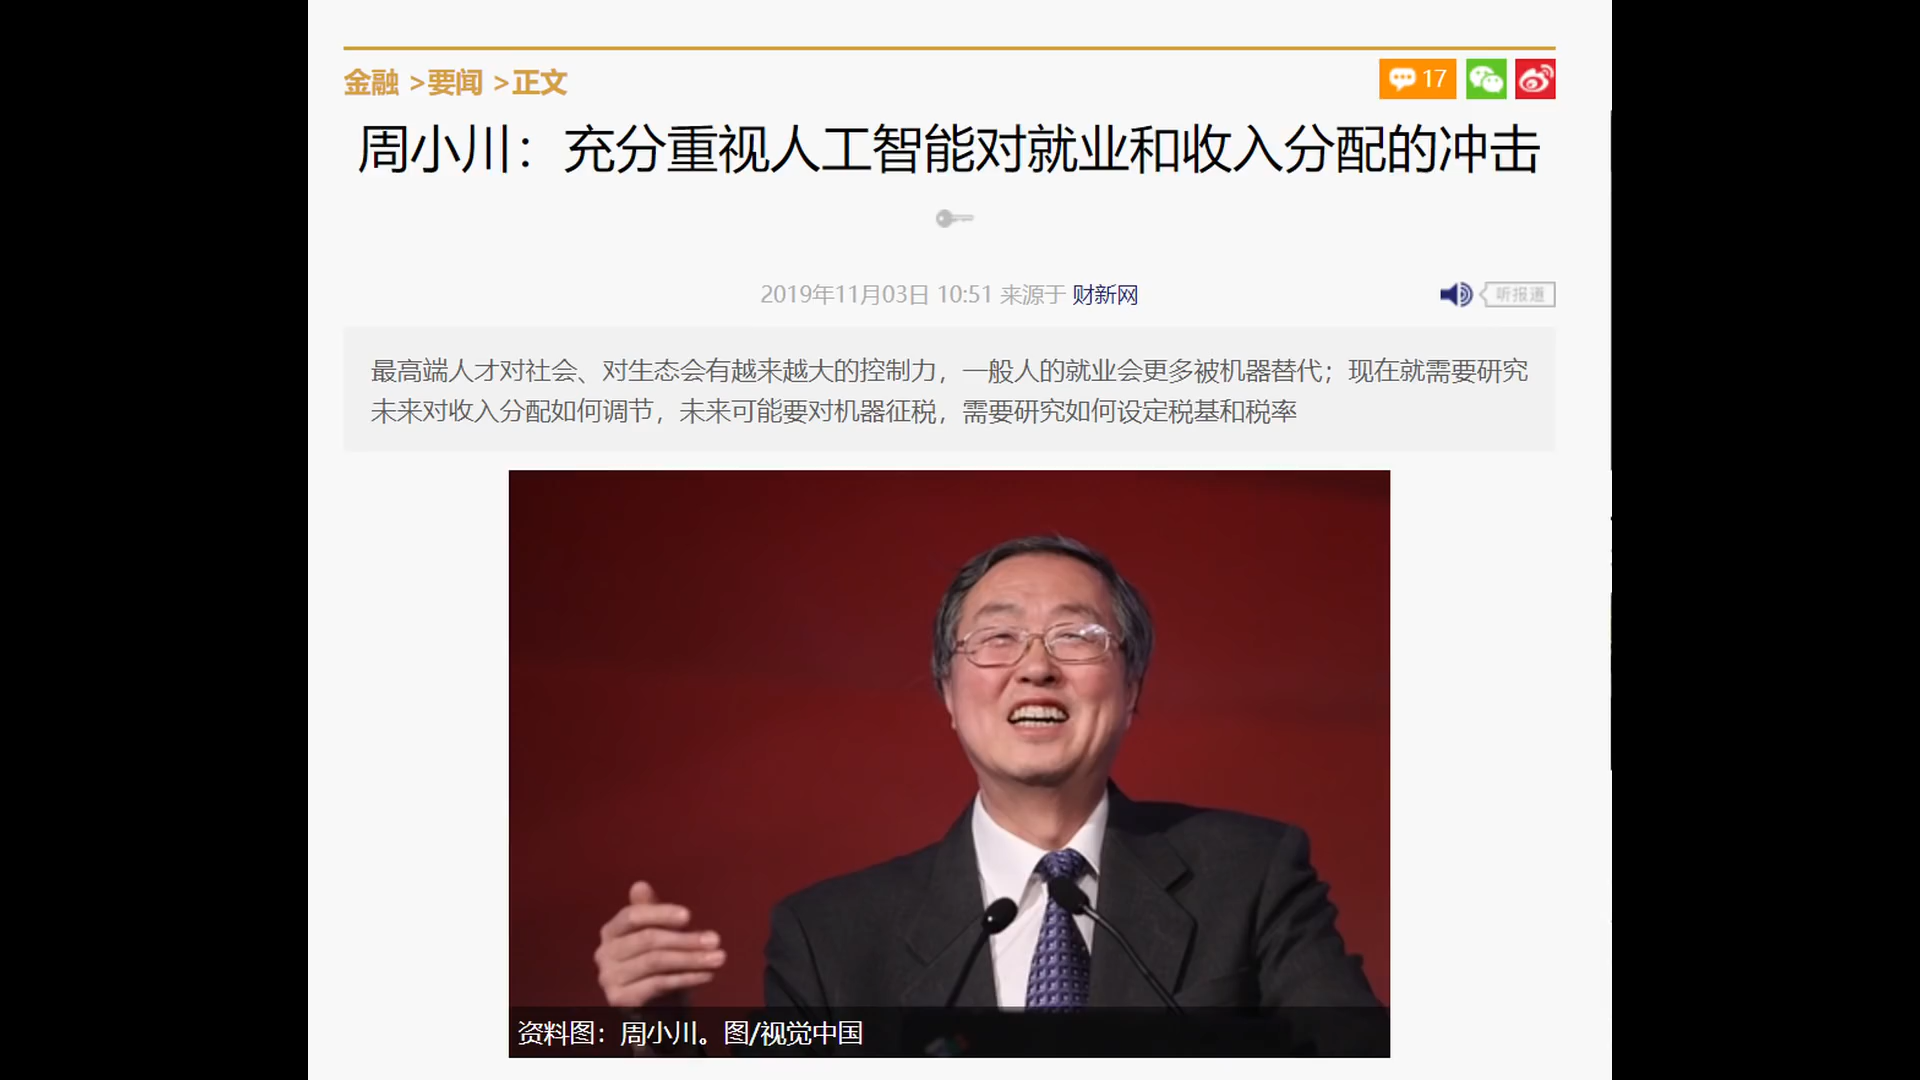 金融 >要闻 >正文
17
周小川：充分重视人工智能对就业和收入分配的冲击
2019年11月03日 10:51 来源于 财新网
听报道
最高端人才对社会、对生态会有越来越大的控制力，一般人的就业会更多被机器替代；现在就需要研究
未来对收入分配如何调节，未来可能要对机器征税，需要研究如何设定税基和税率
资料图：周小川。图/视觉中国